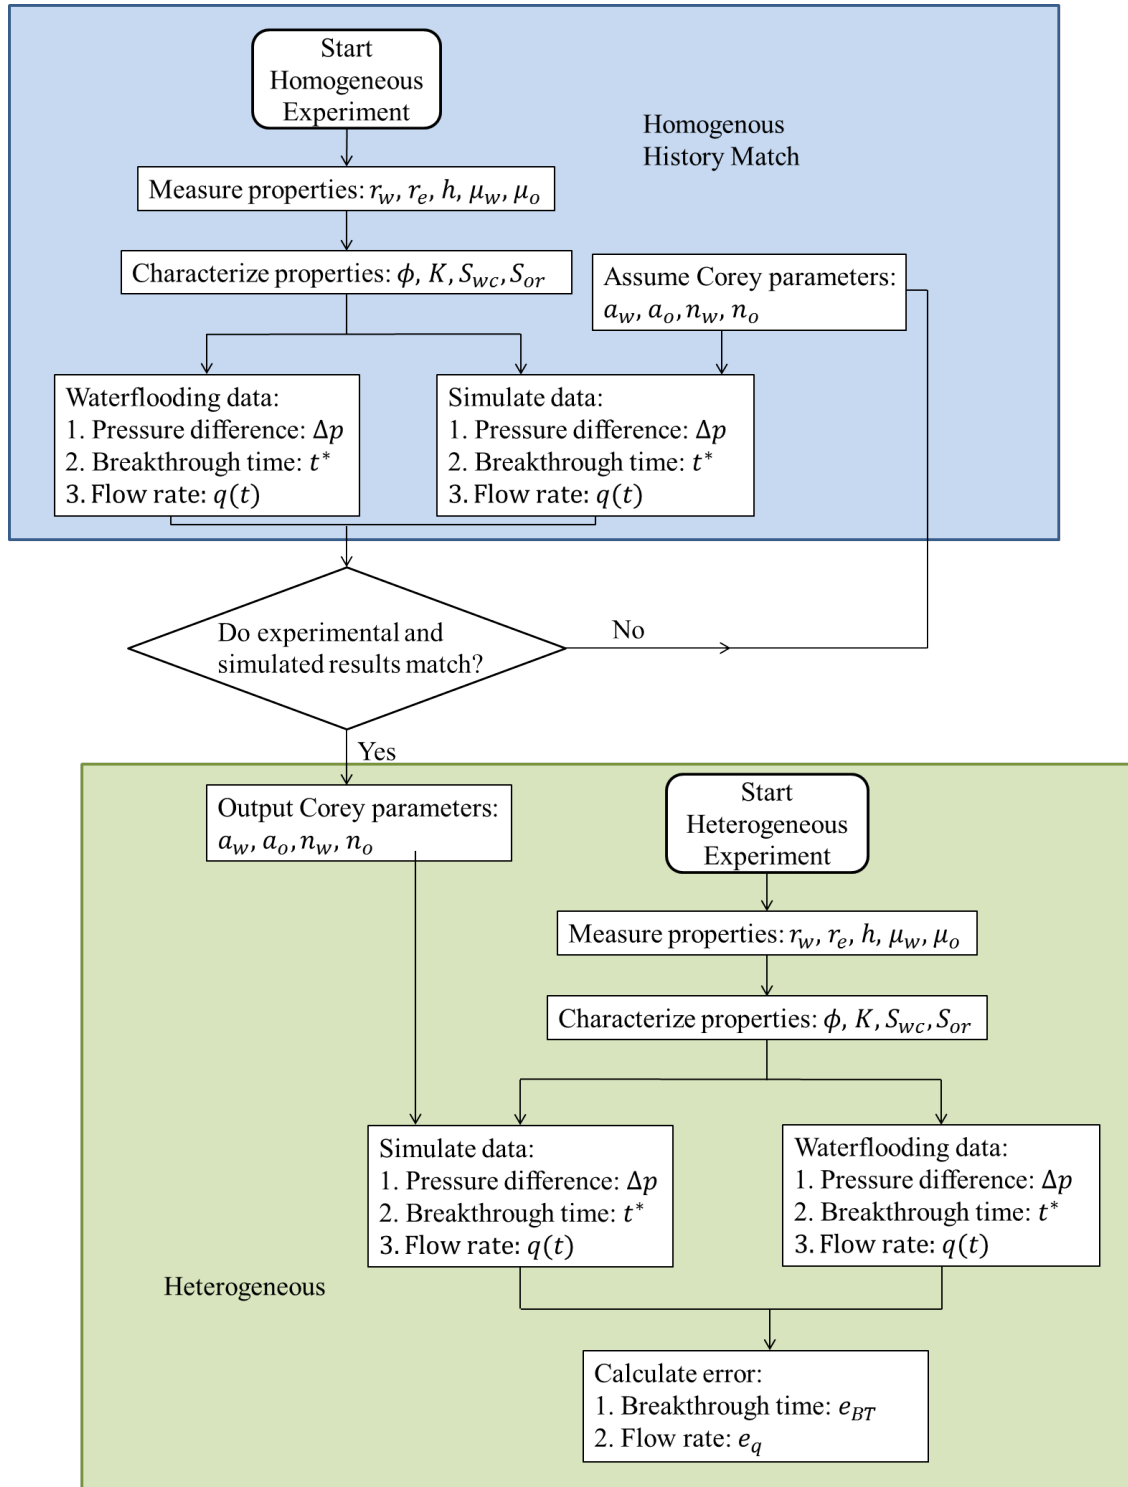 Start
Homogeneous
Experiment
Homogenous
History Match
Measure properties: r_w, r_e, h, μ_w, μ_o
Characterize properties: ϕ, K, S_wc, S_or
Assume Corey parameters:
a_w, a_o, n_w, n_o
Waterflooding data:
1. Pressure difference: Δp
2. Breakthrough time: t*
3. Flow rate: q(t)
Simulate data:
1. Pressure difference: Δp
2. Breakthrough time: t*
3. Flow rate: q(t)
Do experimental and
simulated results match?
No
Yes
Output Corey parameters:
a_w, a_o, n_w, n_o
Start
Heterogeneous
Experiment
Measure properties: r_w, r_e, h, μ_w, μ_o
Characterize properties: ϕ, K, S_wc, S_or
Simulate data:
1. Pressure difference: Δp
2. Breakthrough time: t*
3. Flow rate: q(t)
Waterflooding data:
1. Pressure difference: Δp
2. Breakthrough time: t*
3. Flow rate: q(t)
Heterogeneous
Calculate error:
1. Breakthrough time: e_BT
2. Flow rate: e_q